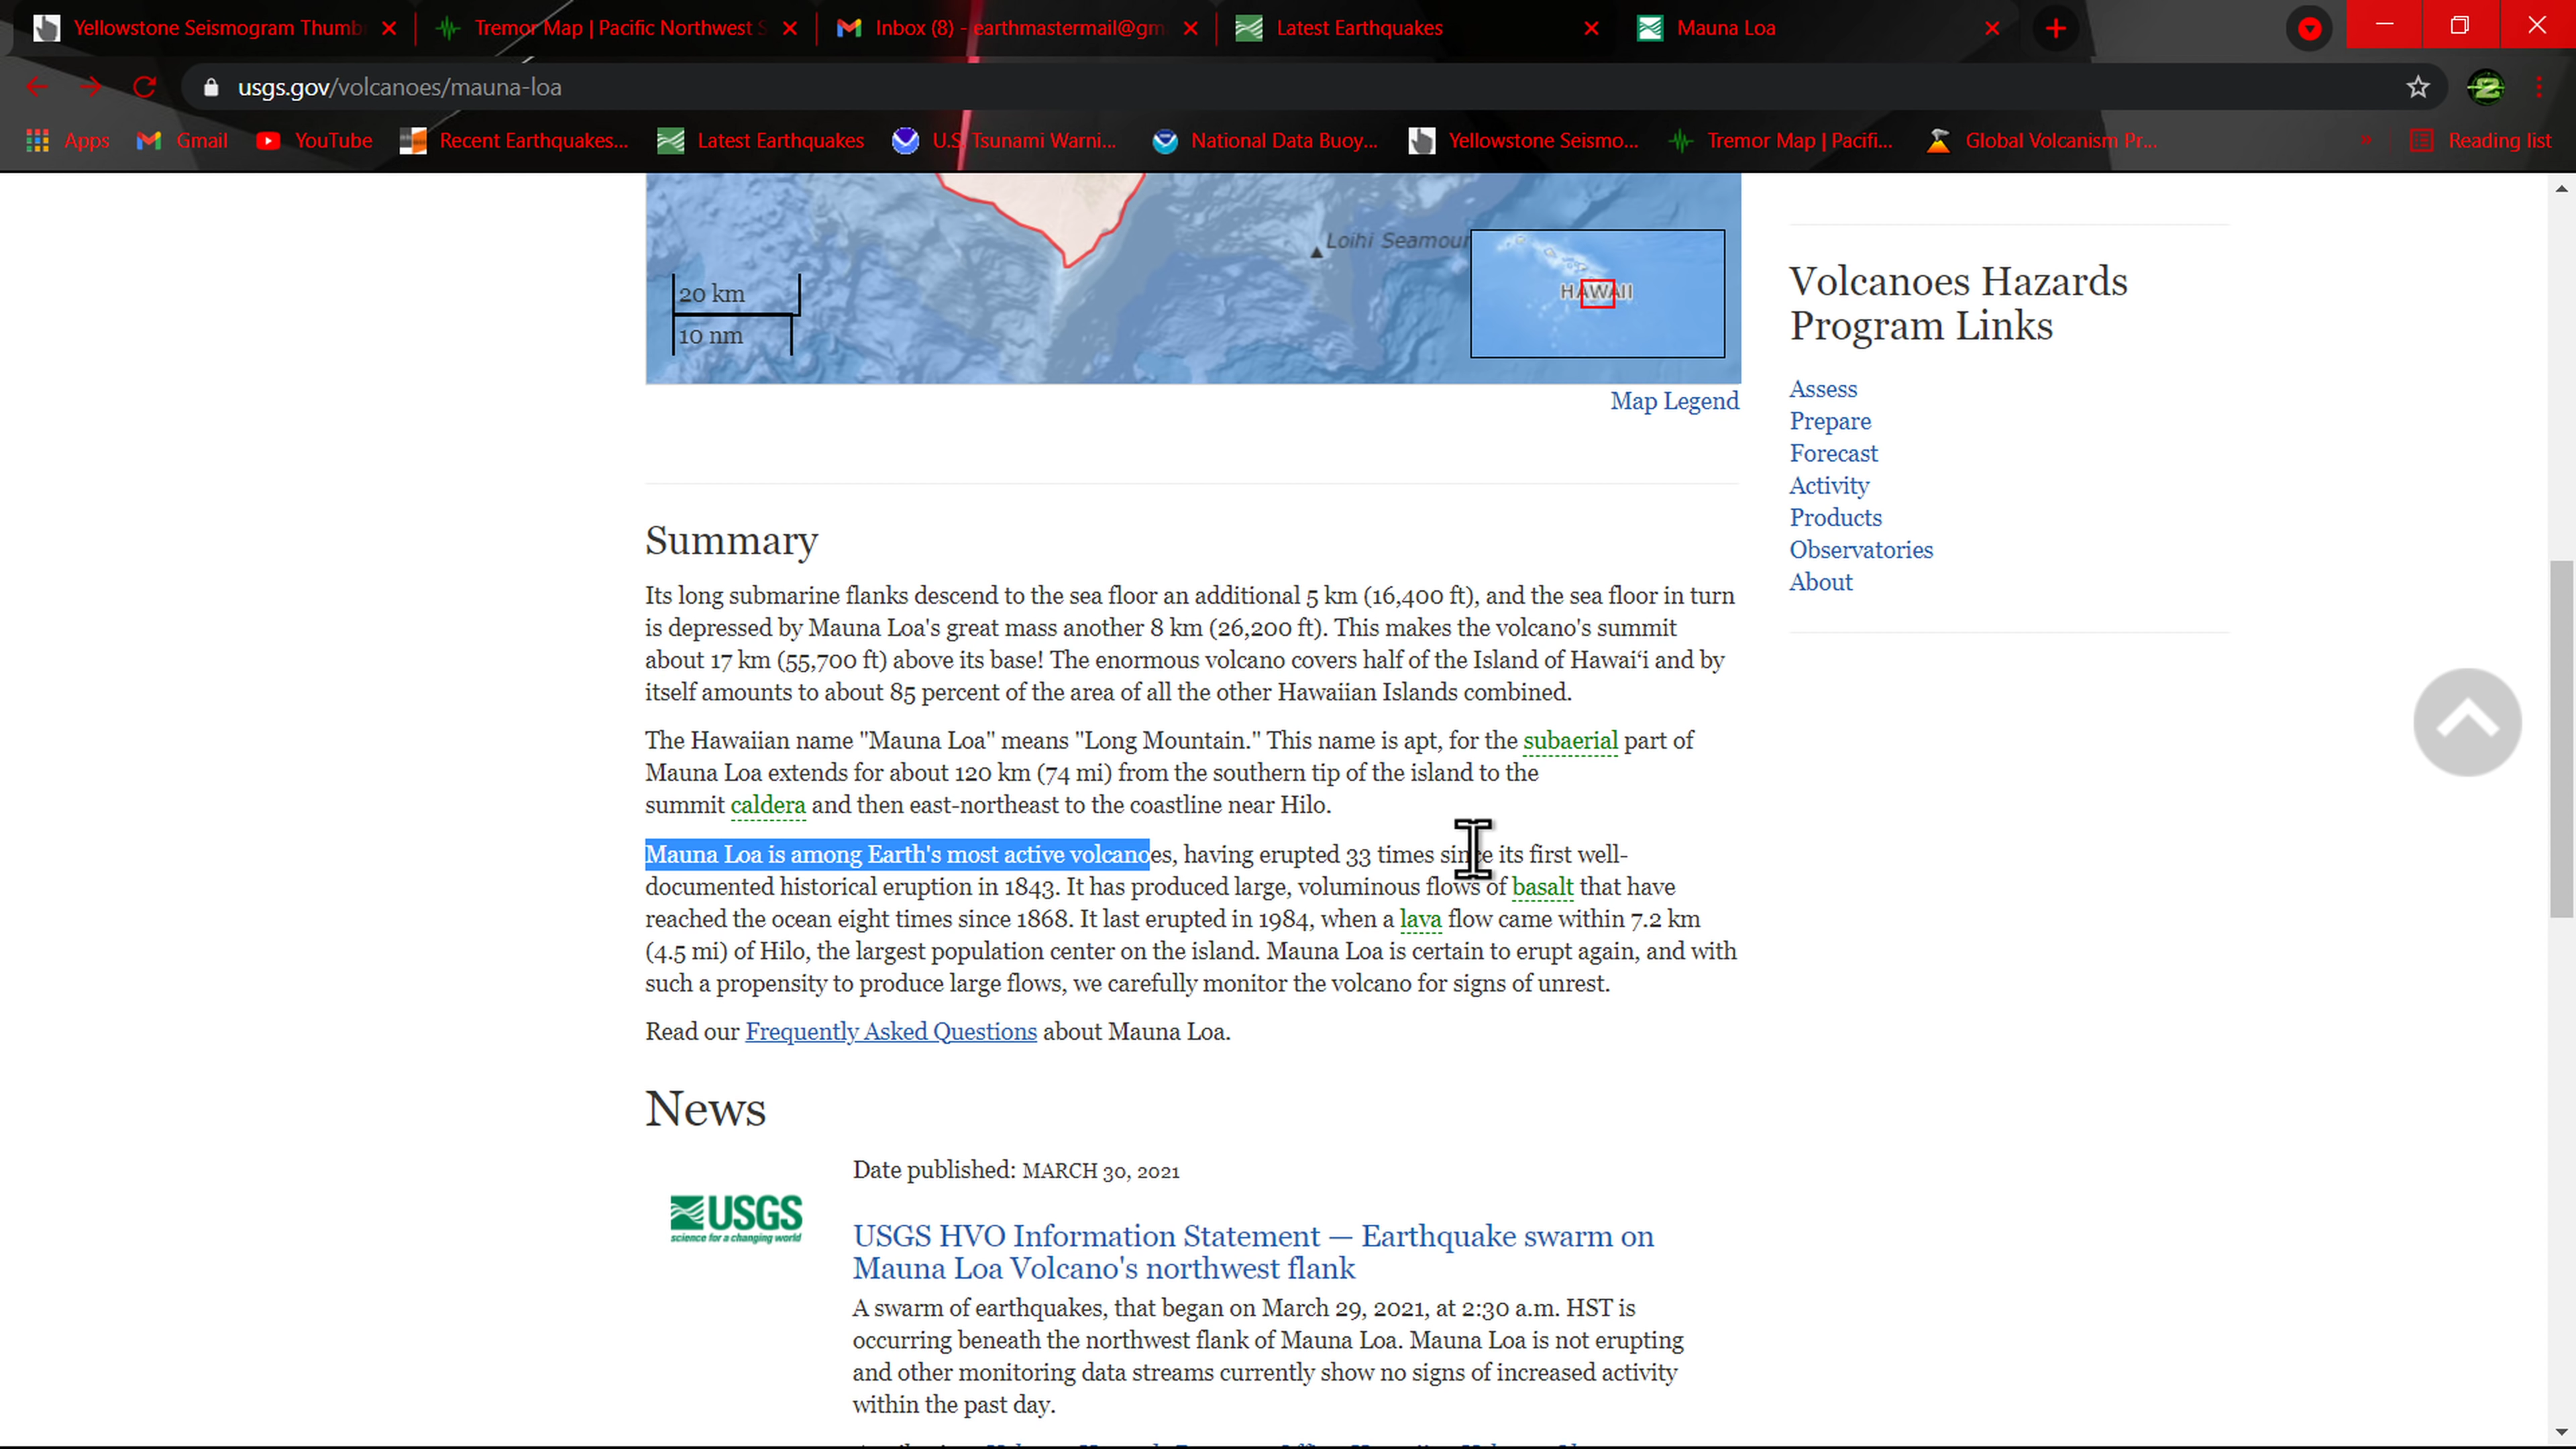 Yellowstone Seismogram Thumb
Tremor Map | Pacific Northwest S
Inbox (8) - earthmastermail@gm
Latest Earthquakes
Mauna Loa
usgs.gov/volcanoes/mauna-loa
Apps
Gmail
YouTube
Recent Earthquakes...
Latest Earthquakes
U.S. Tsunami Warni...
National Data Buoy...
Yellowstone Seismo...
Tremor Map | Pacifi...
Global Volcanism Pr...
Reading list
Loihi Seamour
20 km
10 nm
HAWAII
Map Legend
Volcanoes Hazards
Program Links
Assess
Prepare
Forecast
Activity
Products
Observatories
About
Summary
Its long submarine flanks descend to the sea floor an additional 5 km (16,400 ft), and the sea floor in turn
is depressed by Mauna Loa's great mass another 8 km (26,200 ft). This makes the volcano's summit
about 17 km (55,700 ft) above its base! The enormous volcano covers half of the Island of Hawai‘i and by
itself amounts to about 85 percent of the area of all the other Hawaiian Islands combined.
The Hawaiian name "Mauna Loa" means "Long Mountain." This name is apt, for the subaerial part of
Mauna Loa extends for about 120 km (74 mi) from the southern tip of the island to the
summit caldera and then east-northeast to the coastline near Hilo.
Mauna Loa is among Earth's most active volcanoes, having erupted 33 times since its first well-
documented historical eruption in 1843. It has produced large, voluminous flows of basalt that have
reached the ocean eight times since 1868. It last erupted in 1984, when a lava flow came within 7.2 km
(4.5 mi) of Hilo, the largest population center on the island. Mauna Loa is certain to erupt again, and with
such a propensity to produce large flows, we carefully monitor the volcano for signs of unrest.
Read our Frequently Asked Questions about Mauna Loa.
News
USGS
science for a changing world
Date published: MARCH 30, 2021
USGS HVO Information Statement — Earthquake swarm on
Mauna Loa Volcano's northwest flank
A swarm of earthquakes, that began on March 29, 2021, at 2:30 a.m. HST is
occurring beneath the northwest flank of Mauna Loa. Mauna Loa is not erupting
and other monitoring data streams currently show no signs of increased activity
within the past day.